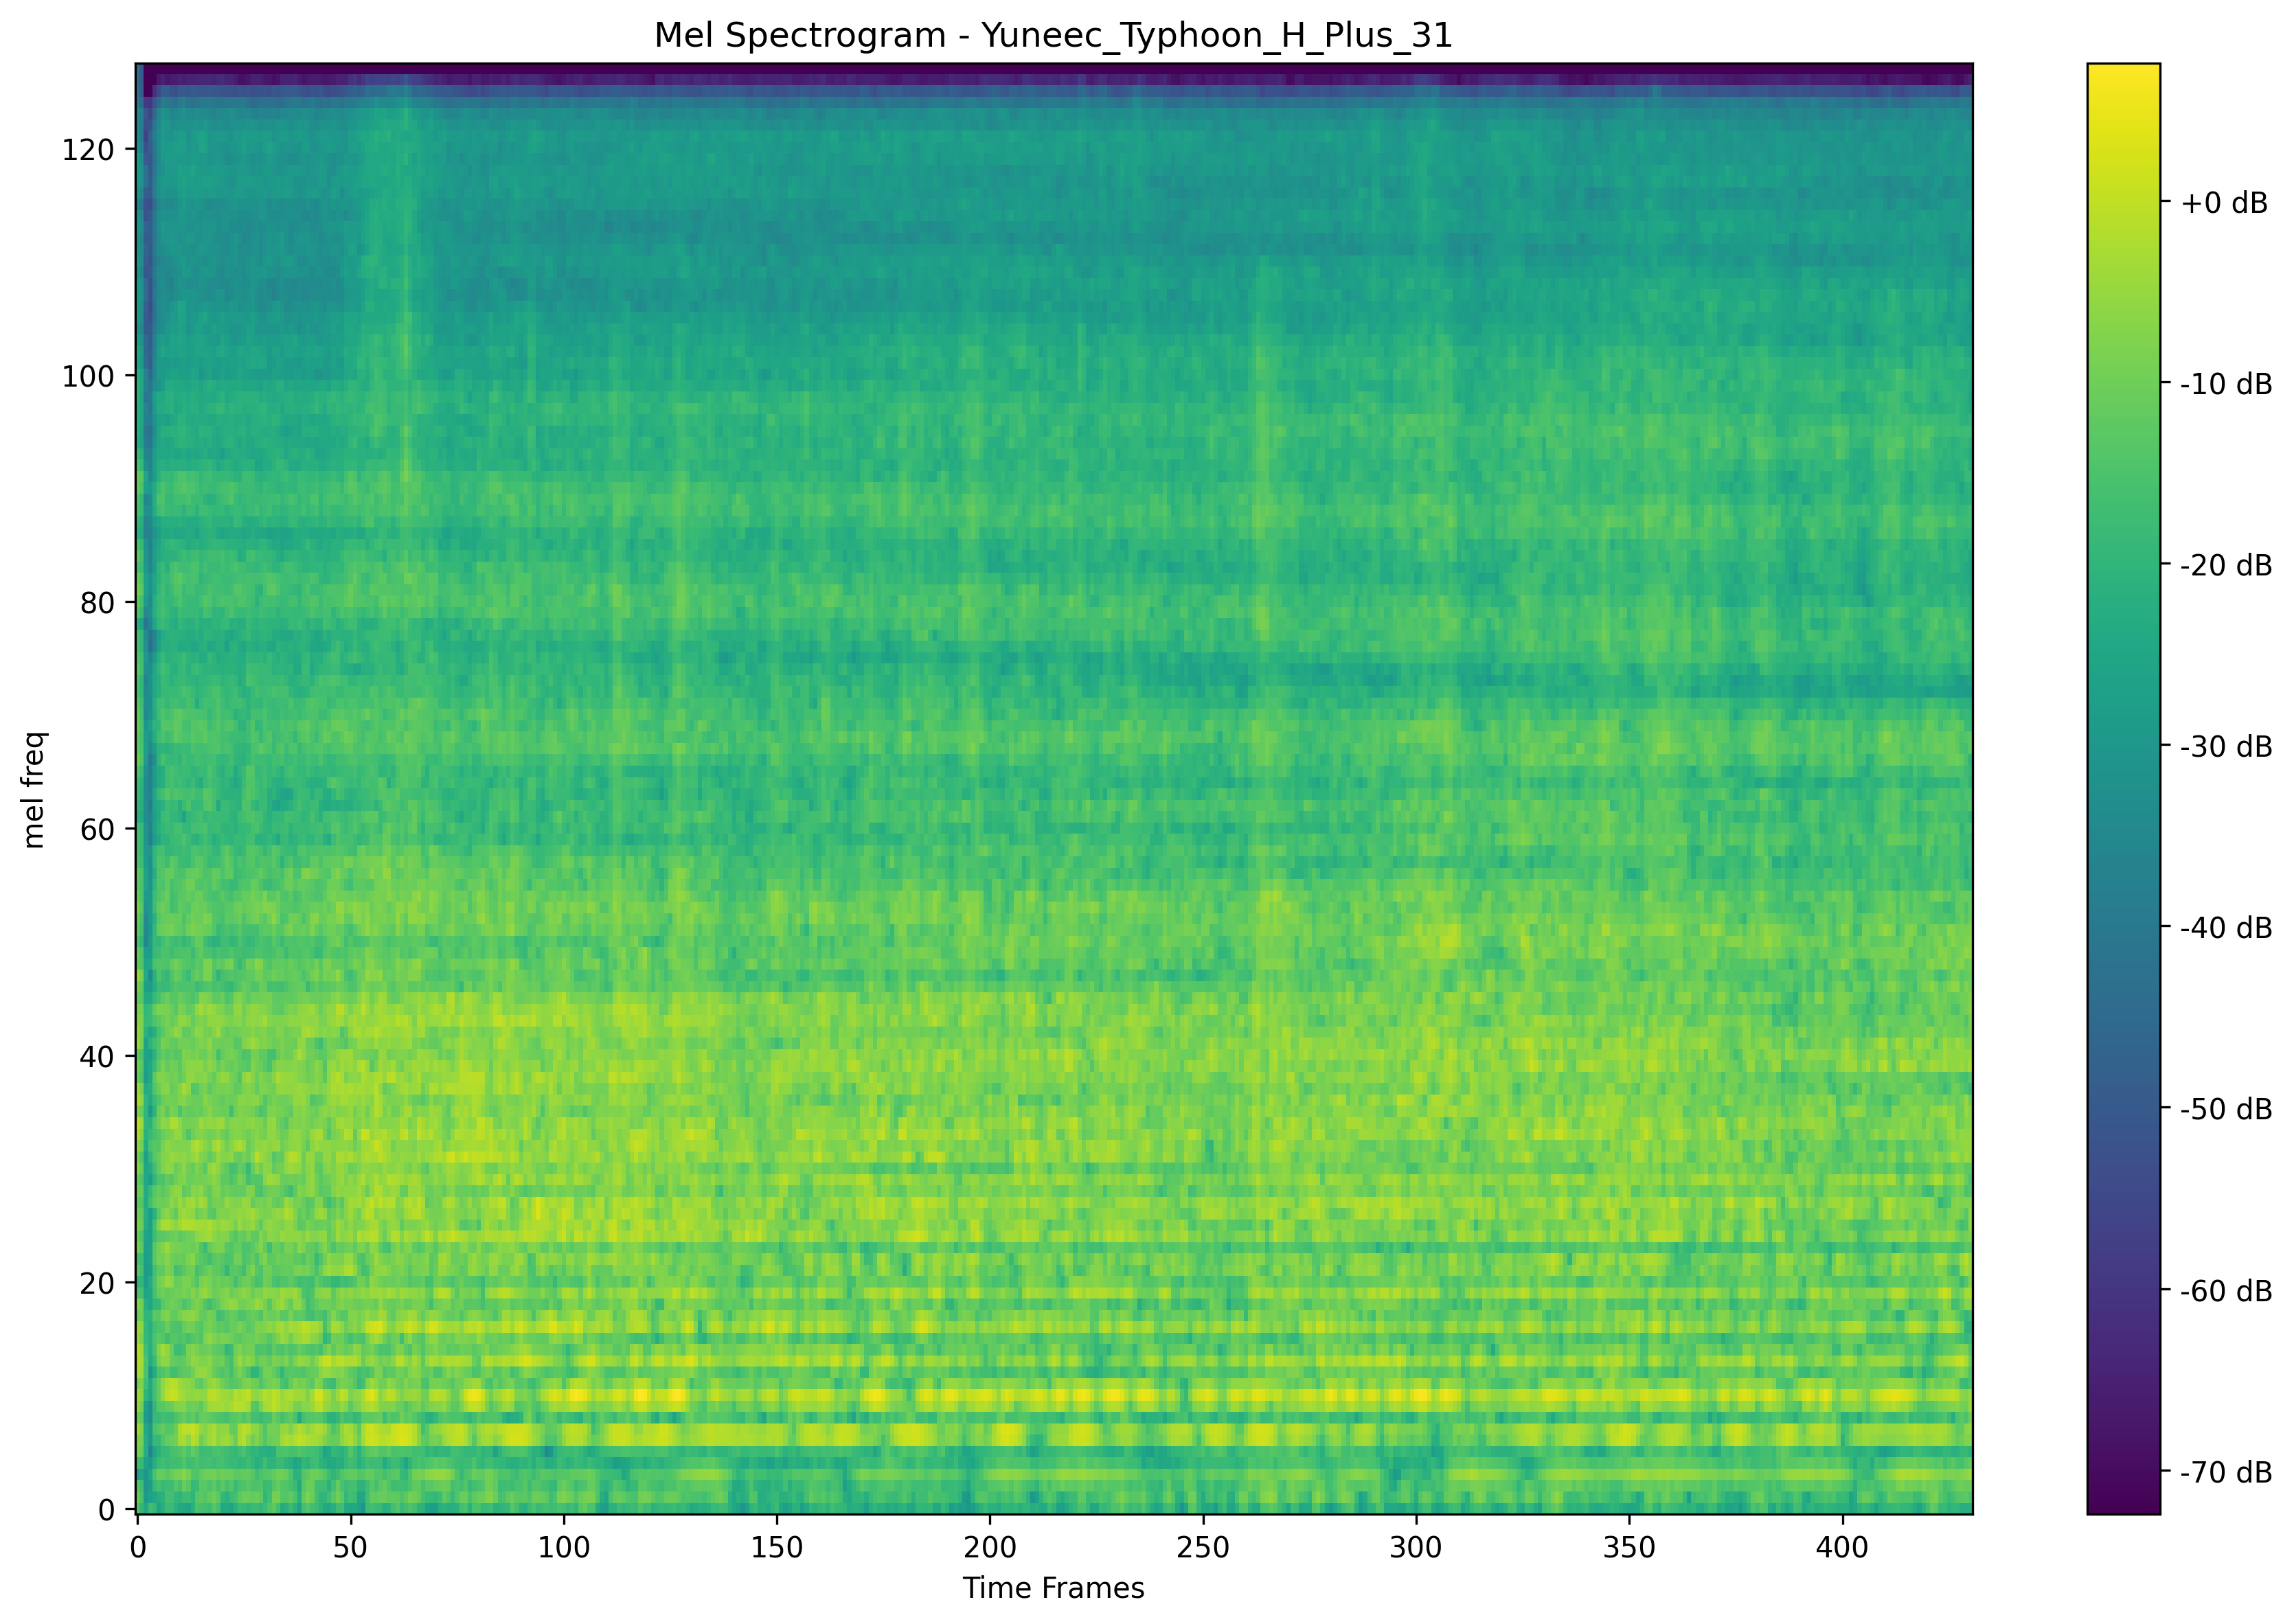 Mel Spectrogram - Yuneec_Typhoon_H_Plus_31
mel freq
120
100
80
60
40
20
0
0 50 100 150 200 250 300 350 400
Time Frames
+0 dB
-10 dB
-20 dB
-30 dB
-40 dB
-50 dB
-60 dB
-70 dB